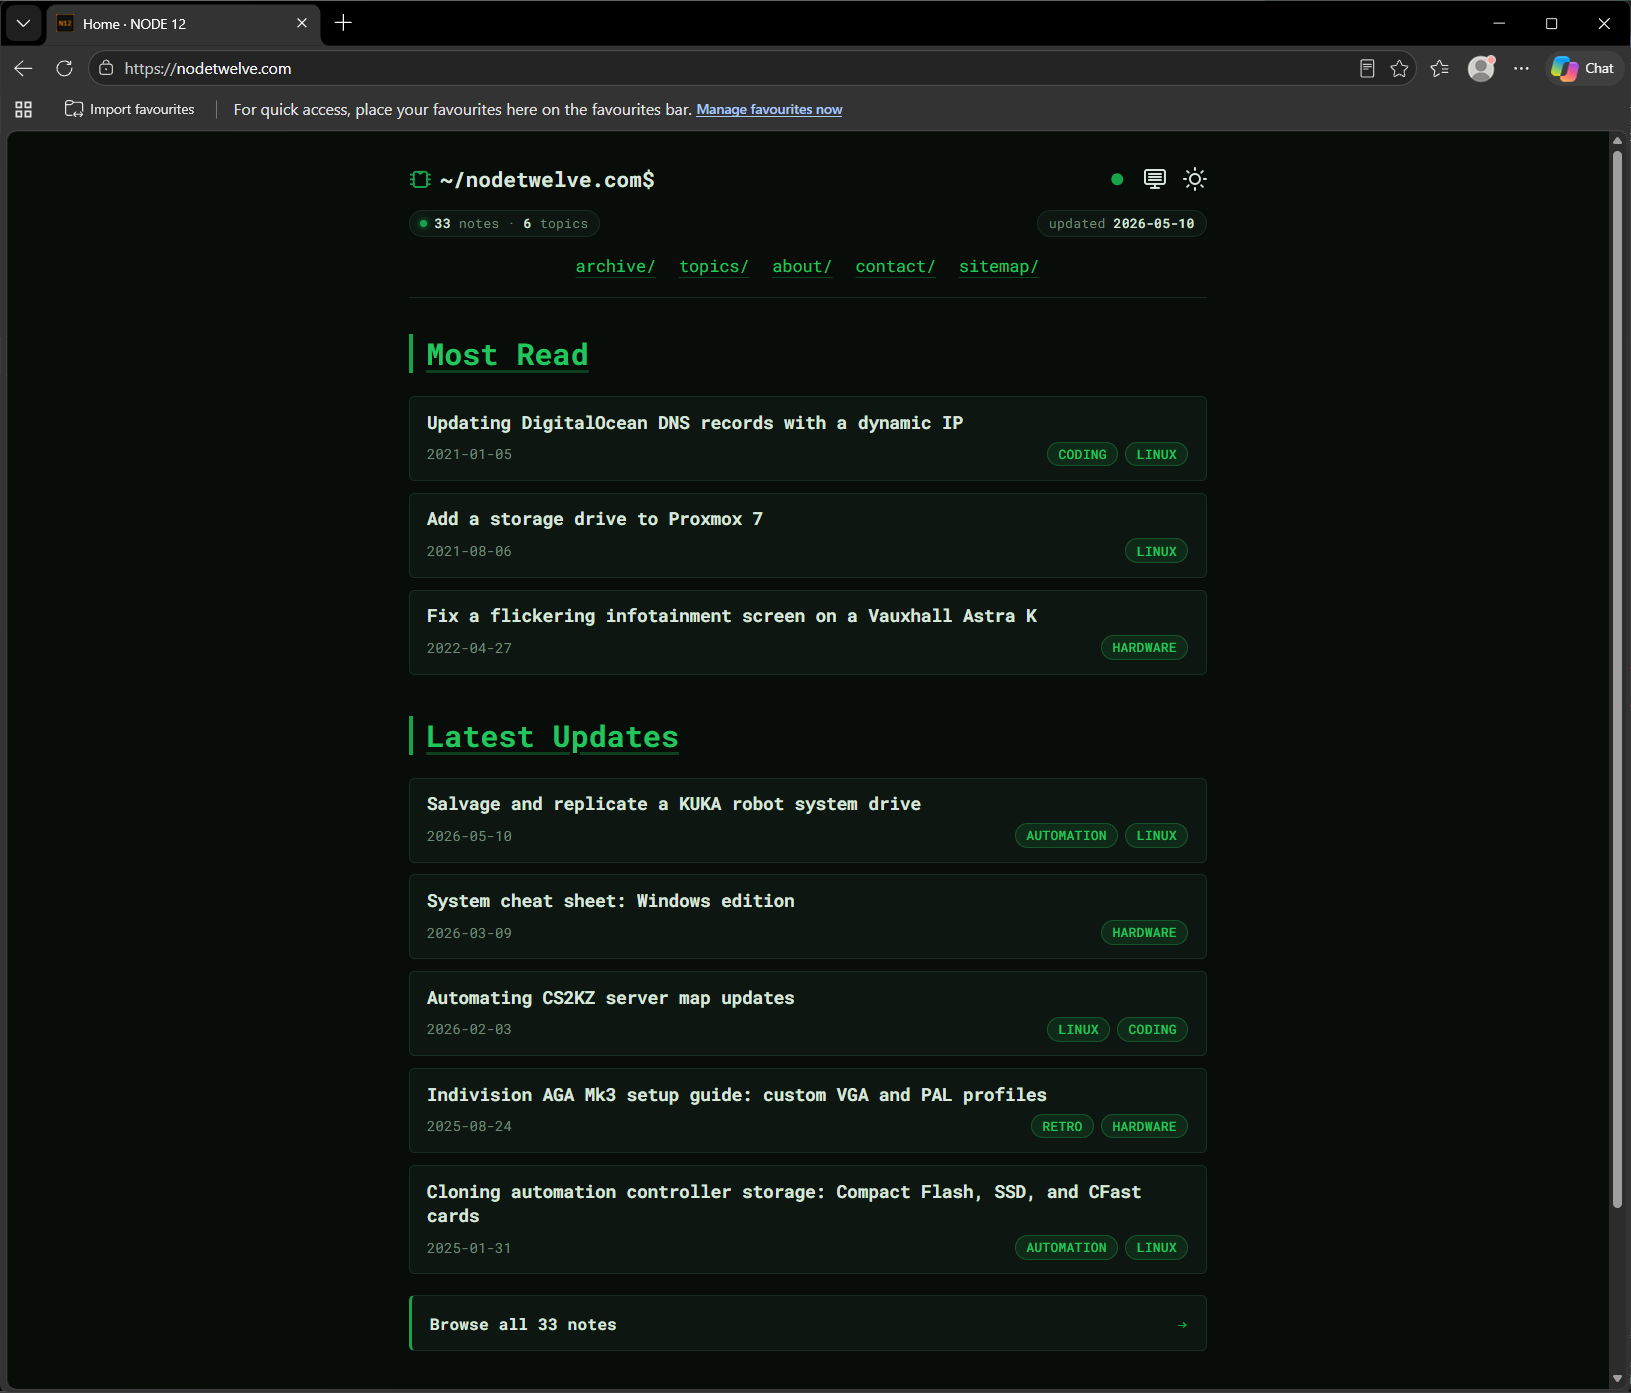 N12
Home · NODE 12
https://nodetwelve.com
Chat
Import favourites
For quick access, place your favourites here on the favourites bar. Manage favourites now
~/nodetwelve.com$
33 notes · 6 topics
updated 2026-05-10
archive/ topics/ about/ contact/ sitemap/
Most Read
Updating DigitalOcean DNS records with a dynamic IP
2021-01-05
CODING LINUX
Add a storage drive to Proxmox 7
2021-08-06
LINUX
Fix a flickering infotainment screen on a Vauxhall Astra K
2022-04-27
HARDWARE
Latest Updates
Salvage and replicate a KUKA robot system drive
2026-05-10
AUTOMATION LINUX
System cheat sheet: Windows edition
2026-03-09
HARDWARE
Automating CS2KZ server map updates
2026-02-03
LINUX CODING
Indivision AGA Mk3 setup guide: custom VGA and PAL profiles
2025-08-24
RETRO HARDWARE
Cloning automation controller storage: Compact Flash, SSD, and CFast
cards
2025-01-31
AUTOMATION LINUX
Browse all 33 notes →